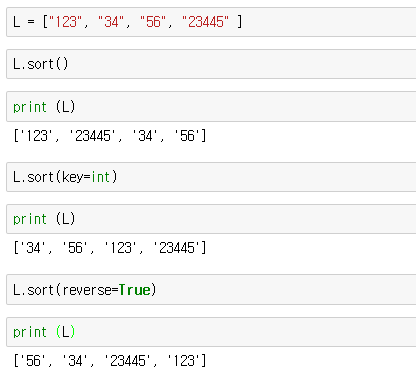 L = ["123", "34", "56", "23445" ]
L.sort()
print (L)
['123', '23445', '34', '56']
L.sort(key=int)
print (L)
['34', '56', '123', '23445']
L.sort(reverse=True)
print (L)
['56', '34', '23445', '123']